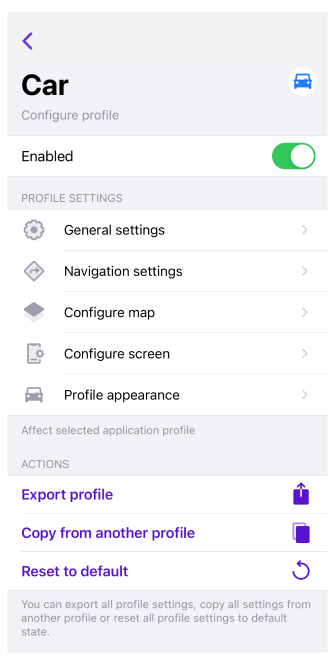 Car
Configure profile
Enabled
PROFILE SETTINGS
General settings
Navigation settings
Configure map
Configure screen
Profile appearance
Affect selected application profile
ACTIONS
Export profile
Copy from another profile
Reset to default
You can export all profile settings, copy all settings from
another profile or reset all profile settings to default
state.